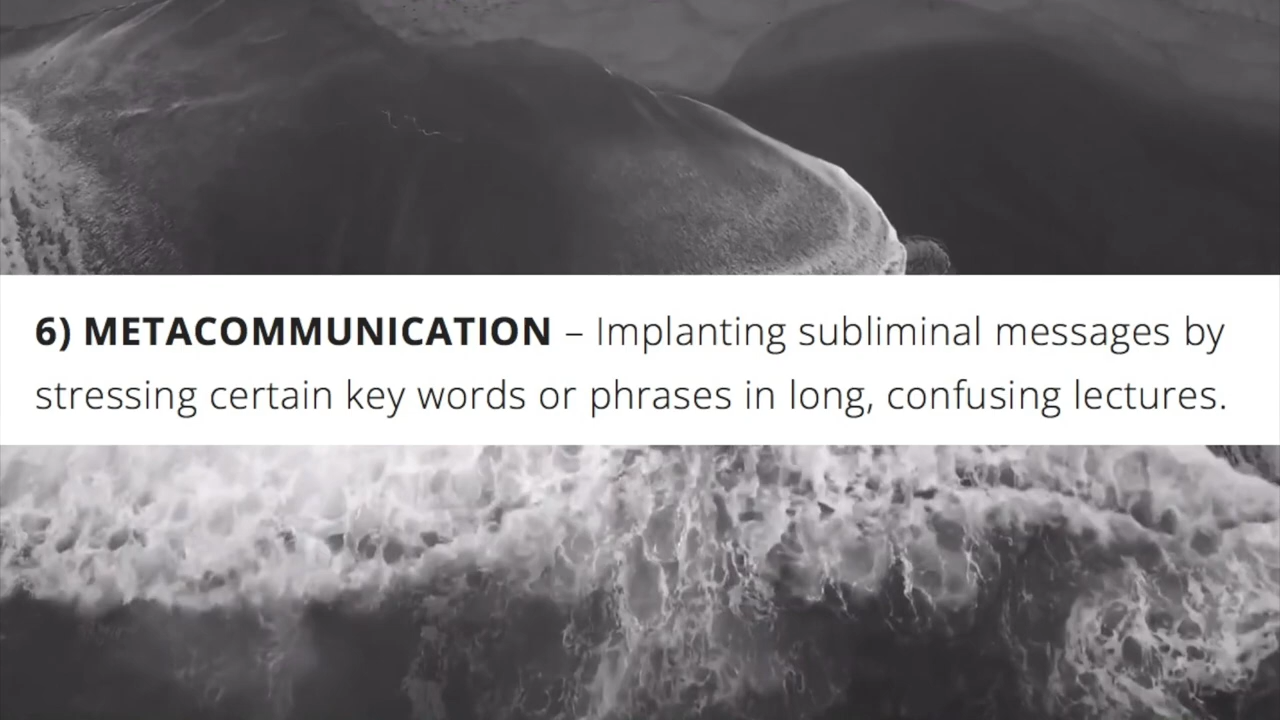 6) METACOMMUNICATION – Implanting subliminal messages by
stressing certain key words or phrases in long, confusing lectures.